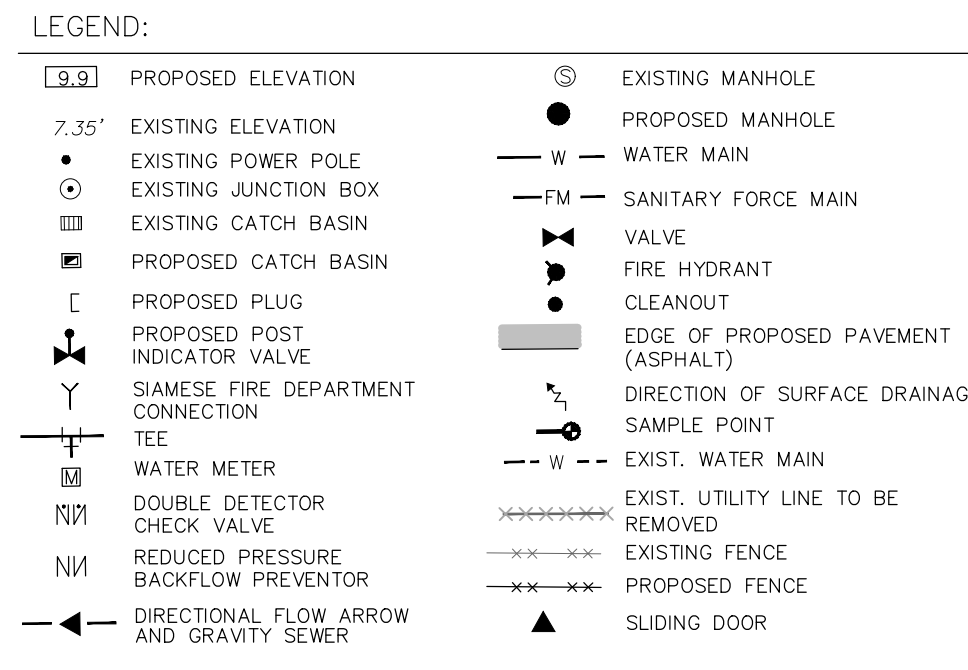 LEGEND:
9.9 PROPOSED ELEVATION
7.35' EXISTING ELEVATION
EXISTING POWER POLE
EXISTING JUNCTION BOX
EXISTING CATCH BASIN
PROPOSED CATCH BASIN
PROPOSED PLUG
PROPOSED POST
INDICATOR VALVE
SIAMESE FIRE DEPARTMENT
CONNECTION
TEE
M WATER METER
DOUBLE DETECTOR
CHECK VALVE
REDUCED PRESSURE
BACKFLOW PREVENTOR
DIRECTIONAL FLOW ARROW
AND GRAVITY SEWER
S EXISTING MANHOLE
PROPOSED MANHOLE
W WATER MAIN
FM SANITARY FORCE MAIN
VALVE
FIRE HYDRANT
CLEANOUT
EDGE OF PROPOSED PAVEMENT
(ASPHALT)
DIRECTION OF SURFACE DRAINAG
SAMPLE POINT
W EXIST. WATER MAIN
EXIST. UTILITY LINE TO BE
REMOVED
EXISTING FENCE
PROPOSED FENCE
SLIDING DOOR